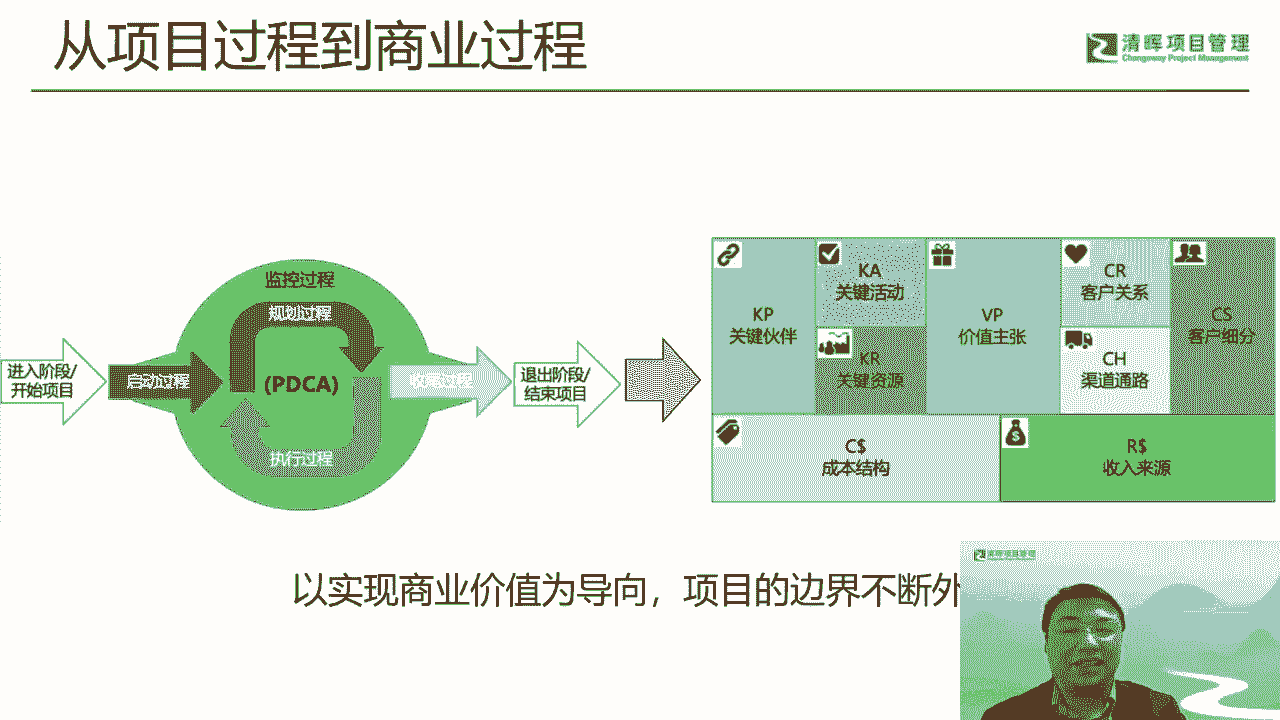 从项目过程到商业过程
清晖项目管理
Changeway Project Management
监控过程
规划过程
进入阶段/
开始项目
启动过程
(PDCA)
收尾过程
退出阶段/
结束项目
执行过程
KP
关键伙伴
KA
关键活动
KR
关键资源
VP
价值主张
CR
客户关系
CH
渠道通路
CS
客户细分
C$
成本结构
R$
收入来源
以实现商业价值为导向，项目的边界不断外
清晖项目管理